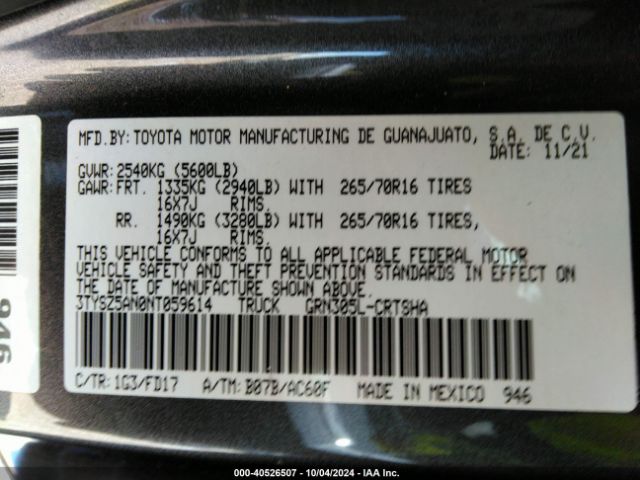 MFD.BY: TOYOTA MOTOR MANUFACTURING DE GUANAJUATO, S.A. DE C.V.
DATE: 11/21
GVWR: 2540KG (5600LB)
GAWR: FRT. 1335KG (2940LB) WITH 265/70R16 TIRES
16X7J RIMS.
RR. 1490KG (3280LB) WITH 265/70R16 TIRES,
16X7J RIMS.
THIS VEHICLE CONFORMS TO ALL APPLICABLE FEDERAL MOTOR
VEHICLE SAFETY AND THEFT PREVENTION STANDARDS IN EFFECT ON
THE DATE OF MANUFACTURE SHOWN ABOVE.
3TYSZ5AN0NT059614 TRUCK GRN305L-CRTSHA
C/TR: 1G3/FD17 A/TM: B07B/AC60F MADE IN MEXICO 946
946
000-40526507 - 10/04/2024 - IAA Inc.